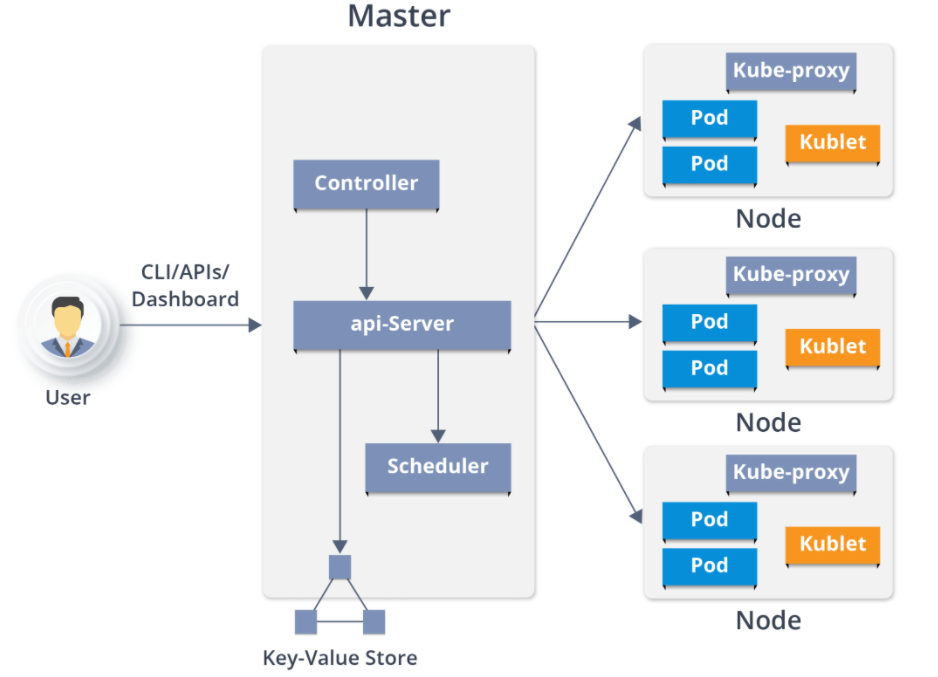 Master
Controller
api-Server
Scheduler
Key-Value Store
CLI/APIs/
Dashboard
User
Kube-proxy
Pod
Pod
Kublet
Node
Kube-proxy
Pod
Pod
Kublet
Node
Kube-proxy
Pod
Pod
Kublet
Node